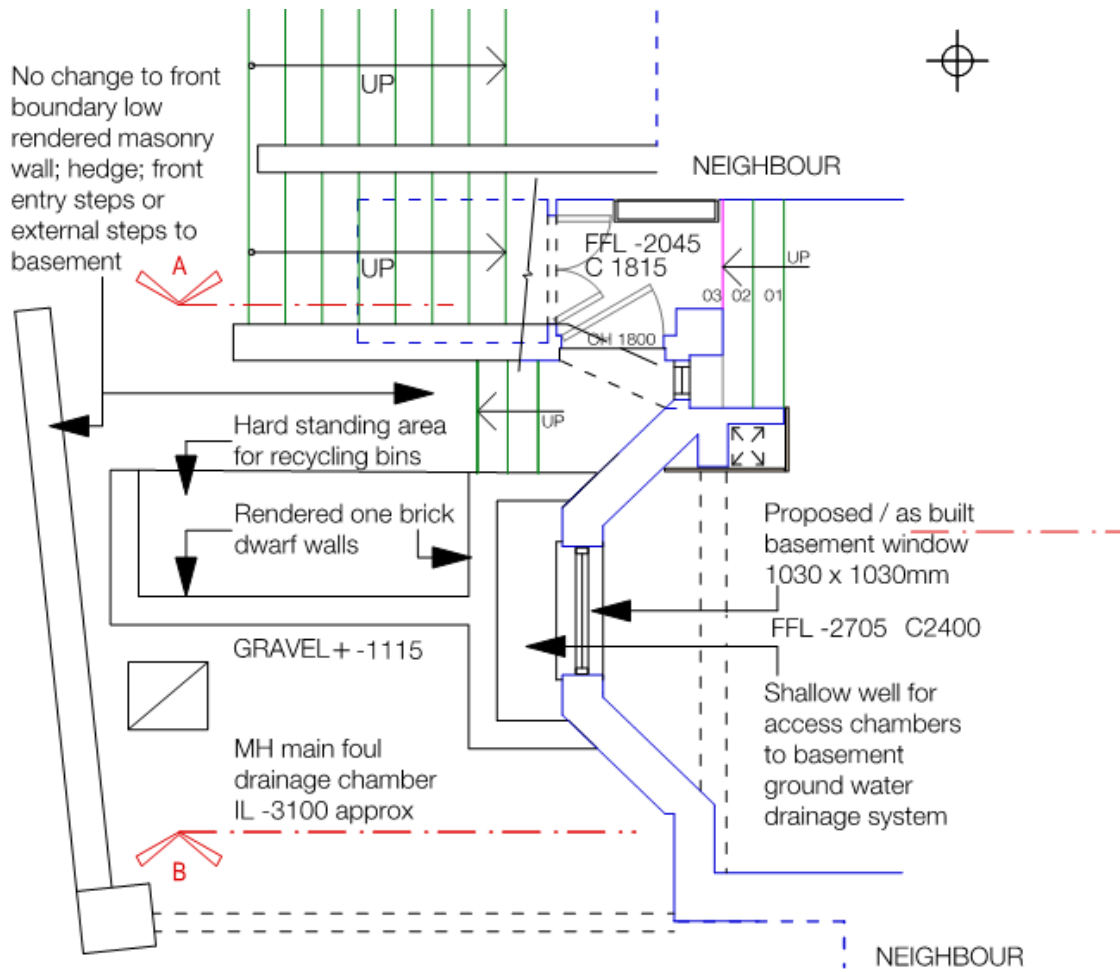 No change to front
boundary low
rendered masonry
wall; hedge; front
entry steps or
external steps to
basement
UP
NEIGHBOUR
FFL -2045
C 1815
UP
UP
A
03 02 01
CH 1800
UP
Hard standing area
for recycling bins
Rendered one brick
dwarf walls
Proposed / as built
basement window
1030 x 1030mm
FFL -2705 C2400
GRAVEL+ -1115
Shallow well for
access chambers
to basement
ground water
drainage system
MH main foul
drainage chamber
IL -3100 approx
B
NEIGHBOUR